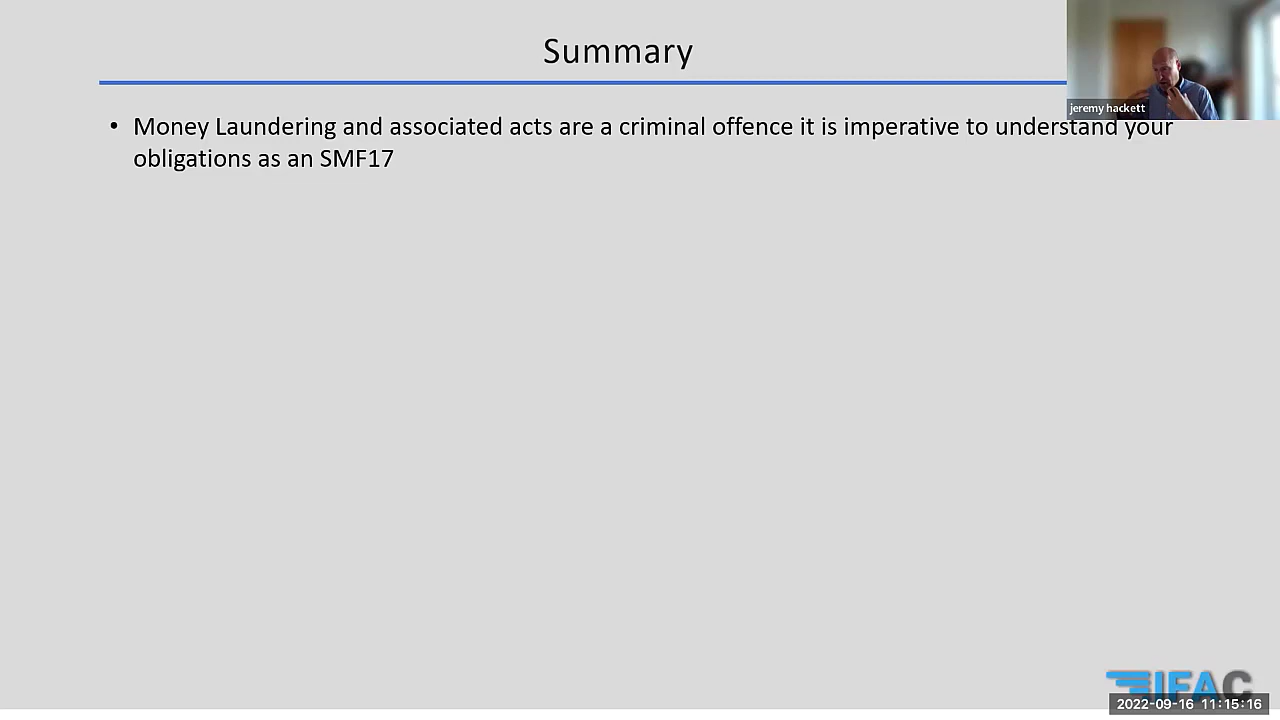 Summary
jeremy hackett
• Money Laundering and associated acts are a criminal offence it is imperative to understand your
obligations as an SMF17
IFAC
2022-09-16 11:15:16